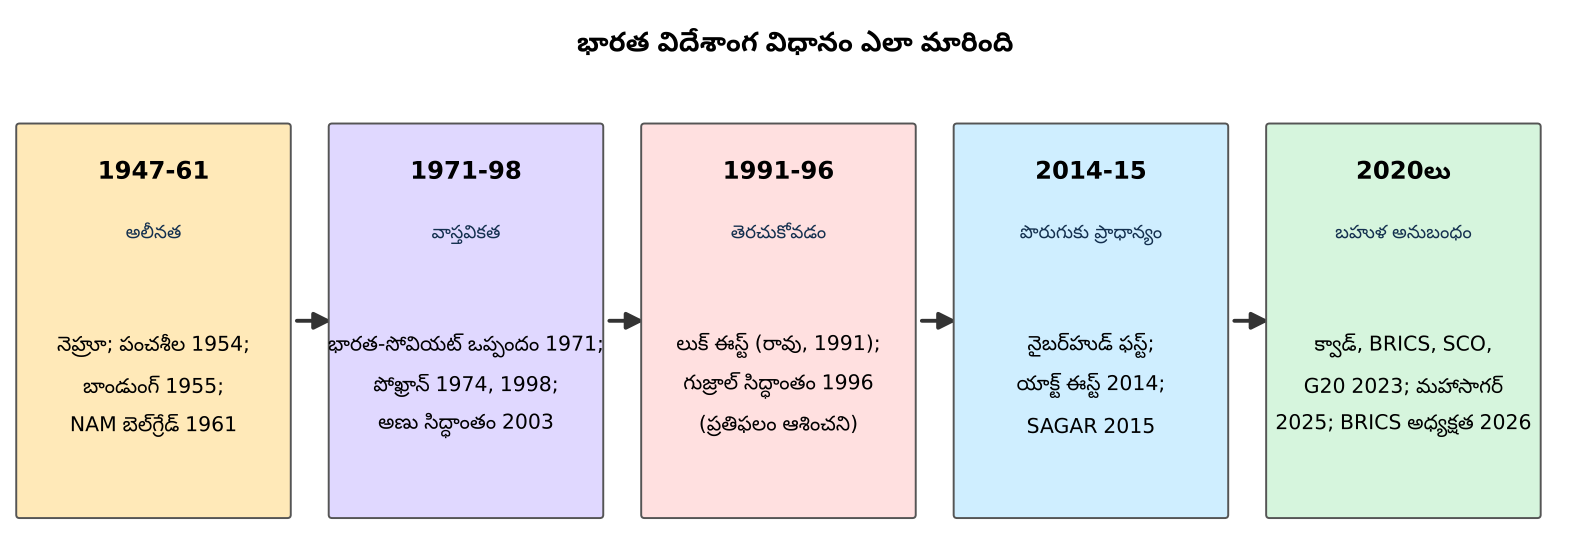 భారత విదేశాంగ విధానం ఎలా మారింది
1947-61
అలీనత
నెహ్రూ; పంచశీల 1954;
బాండుంగ్ 1955;
NAM బెల్‌గ్రేడ్ 1961
1971-98
వాస్తవికత
భారత-సోవియట్ ఒప్పందం 1971;
పోఖ్రాన్ 1974, 1998;
అణు సిద్ధాంతం 2003
1991-96
తెరచుకోవడం
లుక్ ఈస్ట్ (రావు, 1991);
గుజ్రాల్ సిద్ధాంతం 1996
(ప్రతిఫలం ఆశించని)
2014-15
పొరుగుకు ప్రాధాన్యం
నైబర్‌హుడ్ ఫస్ట్;
యాక్ట్ ఈస్ట్ 2014;
SAGAR 2015
2020లు
బహుళ అనుబంధం
క్వాడ్, BRICS, SCO,
G20 2023; మహాసాగర్
2025; BRICS అధ్యక్షత 2026